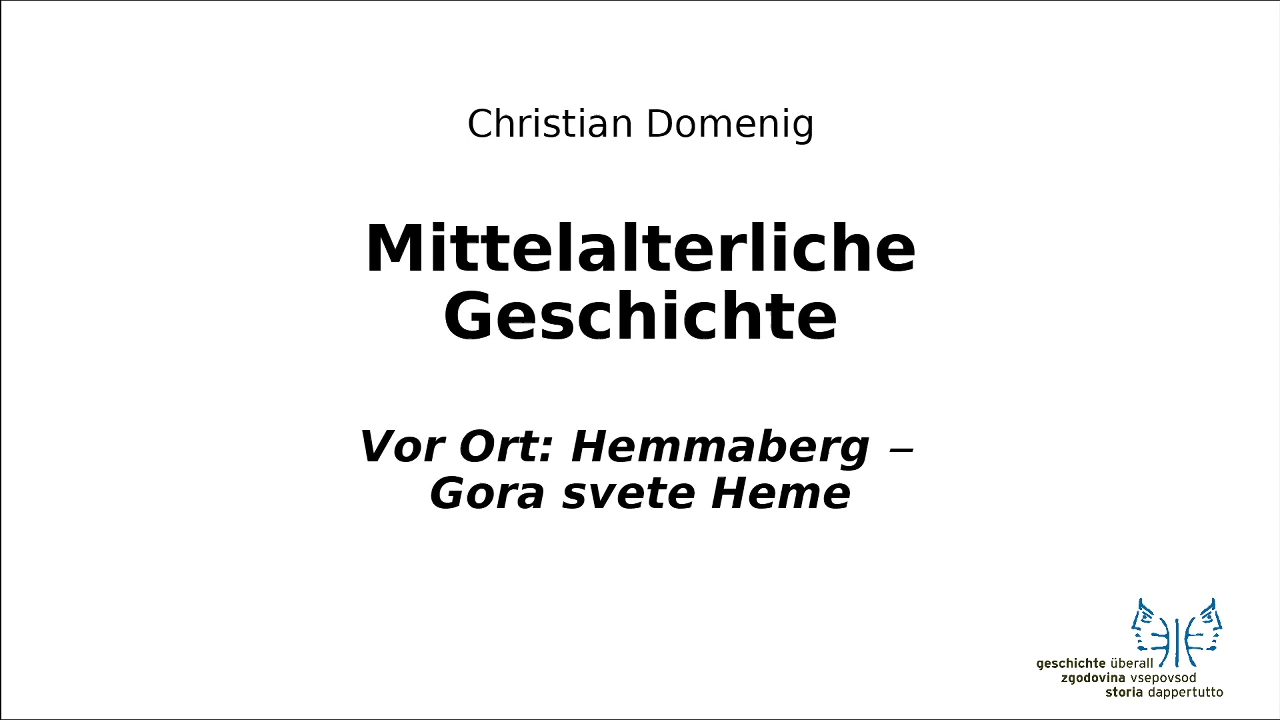 Christian Domenig
Mittelalterliche
Geschichte
Vor Ort: Hemmaberg –
Gora svete Heme
geschichte überall
zgodovina vsepovsod
storia dappertutto